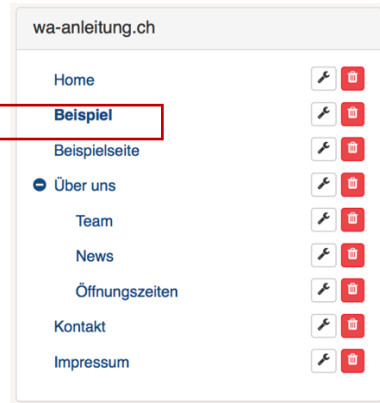 wa-anleitung.ch
Home
Beispiel
Beispielseite
Über uns
Team
News
Öffnungszeiten
Kontakt
Impressum